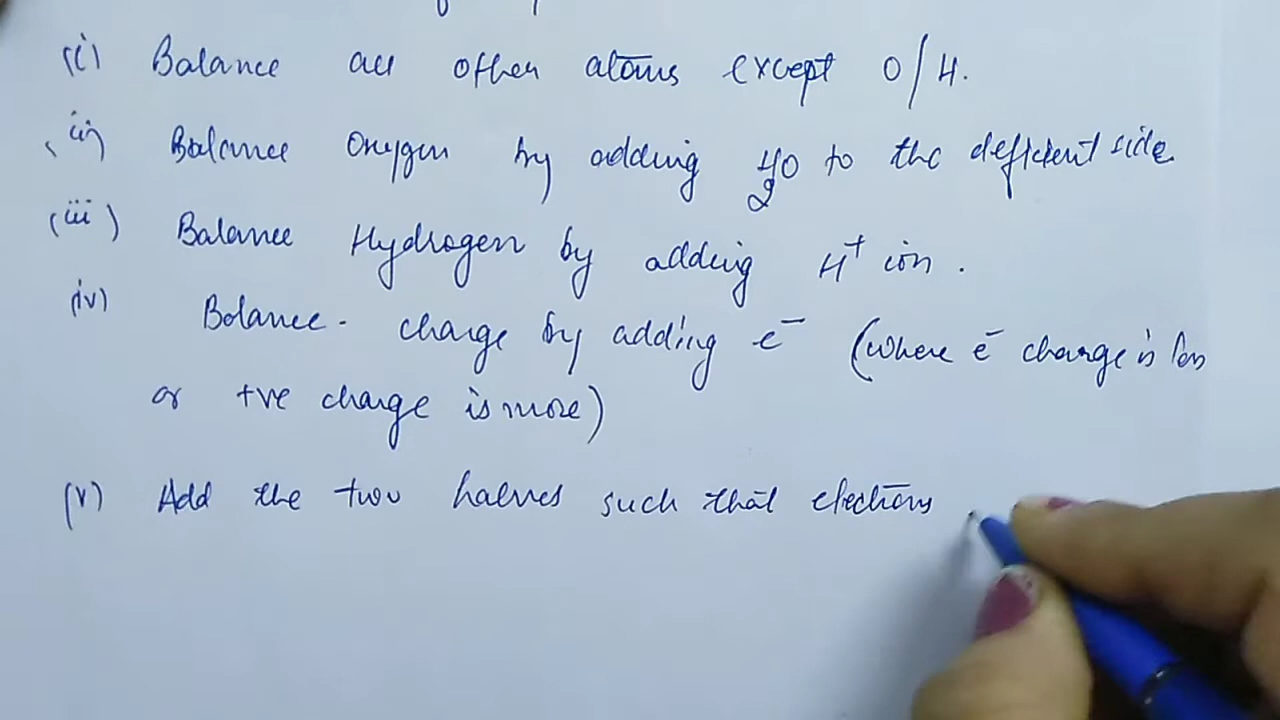 (i) Balance all other atoms except O/H.
(ii) Balance Oxygen by adding H2O to the deficient side
(iii) Balance Hydrogen by adding H+ ion.
(iv) Balance. charge by adding e⁻ (where e⁻ charge is less
or +ve charge is more)
(v) Add the two halves such that electrons